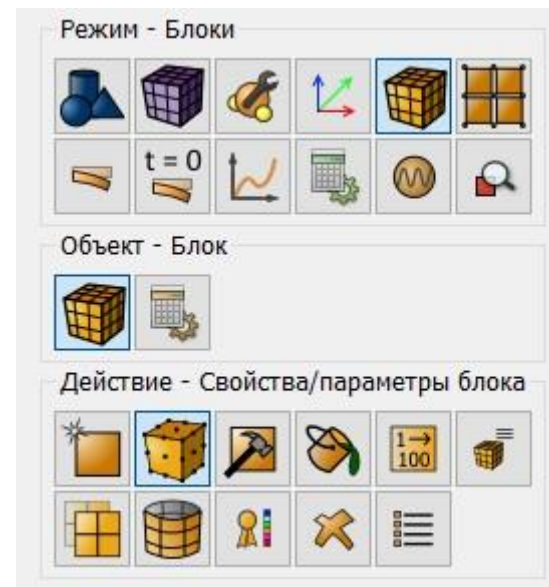 Режим - Блоки
t = 0
Объект - Блок
Действие - Свойства/параметры блока
1→
100